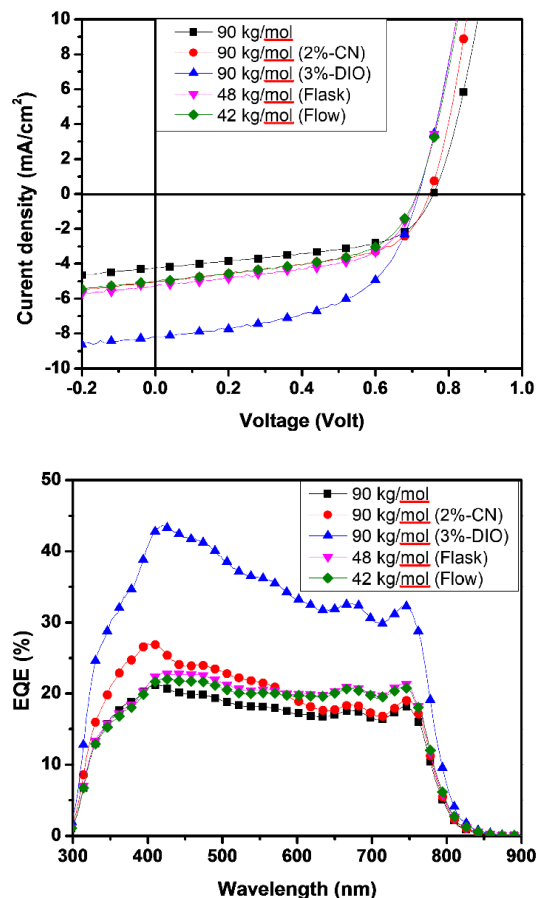 10
8
6
4
2
0
-2
-4
-6
-8
-10
Curent density (mA/cm²)
90 kg/mol
90 kg/mol (2%-CN)
90 kg/mol (3%-DIO)
48 kg/mol (Flask)
42 kg/mol (Flow)
-0.2 0.0 0.2 0.4 0.6 0.8 1.0
Voltage (Volt)
50
40
30
20
10
0
EQE (%)
90 kg/mol
90 kg/mol (2%-CN)
90 kg/mol (3%-DIO)
48 kg/mol (Flask)
42 kg/mol (Flow)
300 400 500 600 700 800 900
Wavelength (nm)